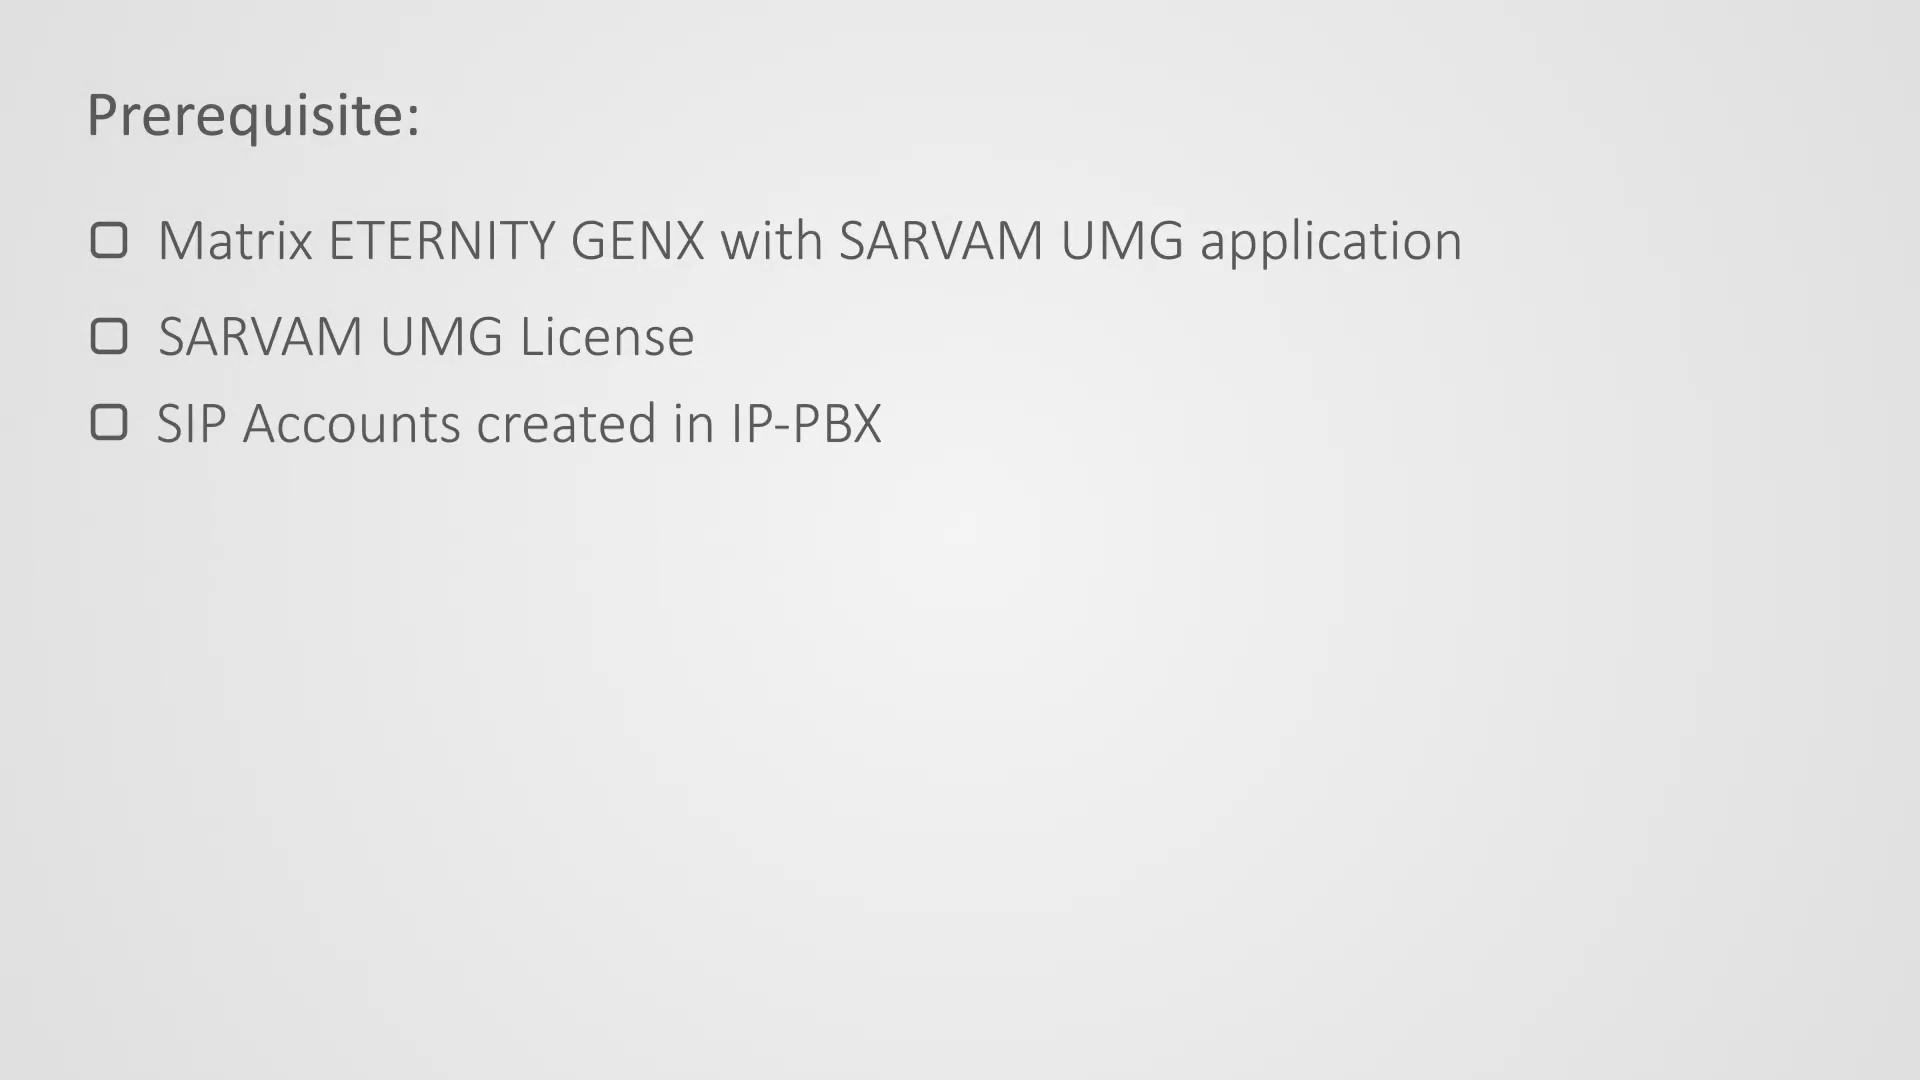 Prerequisite:
Matrix ETERNITY GENX with SARVAM UMG application
SARVAM UMG License
SIP Accounts created in IP-PBX